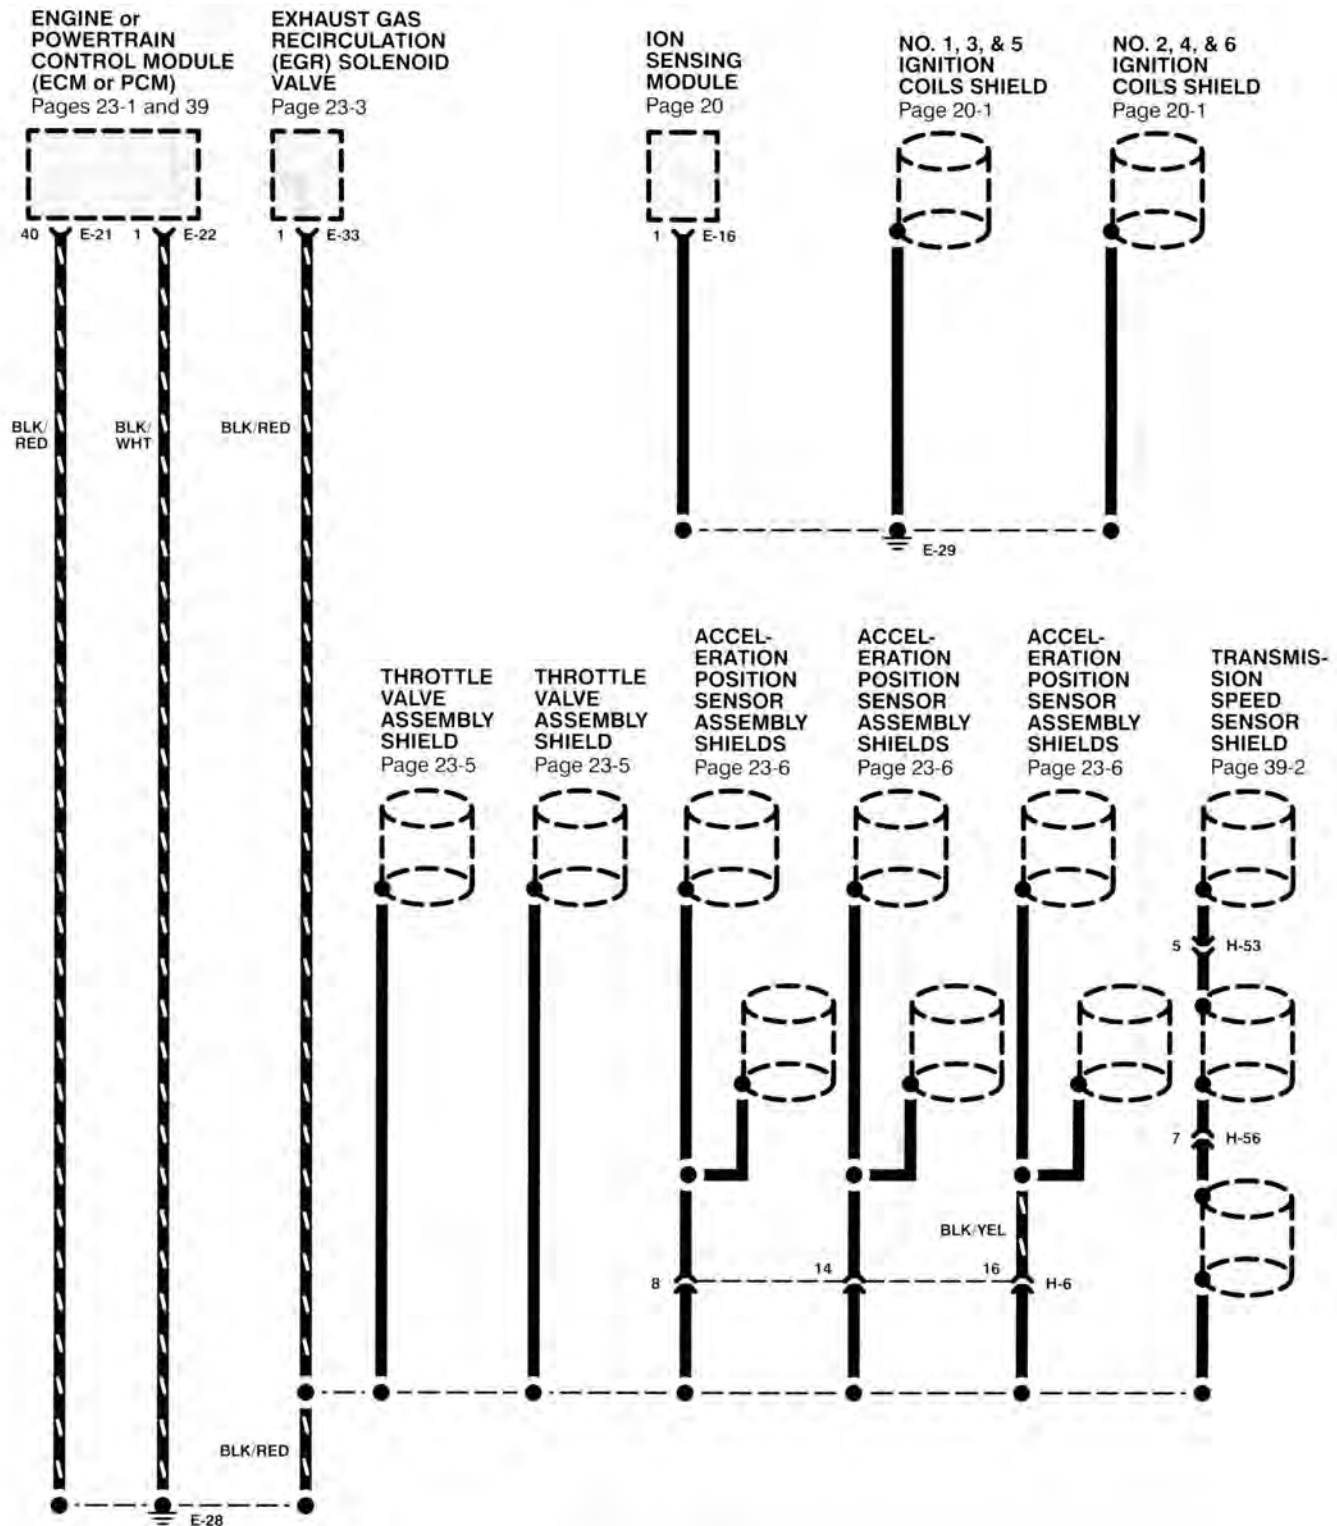 ENGINE or
POWERTRAIN
CONTROL MODULE
(ECM or PCM)
Pages 23-1 and 39
EXHAUST GAS
RECIRCULATION
(EGR) SOLENOID
VALVE
Page 23-3
ION
SENSING
MODULE
Page 20
NO. 1, 3, & 5
IGNITION
COILS SHIELD
Page 20-1
NO. 2, 4, & 6
IGNITION
COILS SHIELD
Page 20-1
40 E-21 1 E-22 1 E-33 1 E-16
BLK/
RED
BLK/
WHT
BLK/RED
E-29
THROTTLE
VALVE
ASSEMBLY
SHIELD
Page 23-5
THROTTLE
VALVE
ASSEMBLY
SHIELD
Page 23-5
ACCEL-
ERATION
POSITION
SENSOR
ASSEMBLY
SHIELDS
Page 23-6
ACCEL-
ERATION
POSITION
SENSOR
ASSEMBLY
SHIELDS
Page 23-6
ACCEL-
ERATION
POSITION
SENSOR
ASSEMBLY
SHIELDS
Page 23-6
TRANSMIS-
SION
SPEED
SENSOR
SHIELD
Page 39-2
5 H-53
7 H-56
BLK/YEL
8 14 16 H-6
BLK/RED
E-28